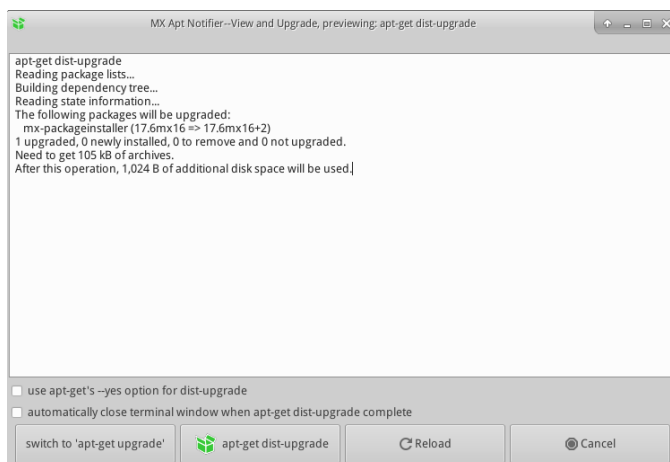 MX Apt Notifier--View and Upgrade, previewing: apt-get dist-upgrade
apt-get dist-upgrade
Reading package lists...
Building dependency tree...
Reading state information...
The following packages will be upgraded:
mx-packageinstaller (17.6mx16 => 17.6mx16+2)
1 upgraded, 0 newly installed, 0 to remove and 0 not upgraded.
Need to get 105 kB of archives.
After this operation, 1,024 B of additional disk space will be used.
use apt-get's --yes option for dist-upgrade
automatically close terminal window when apt-get dist-upgrade complete
switch to 'apt-get upgrade' apt-get dist-upgrade Reload Cancel